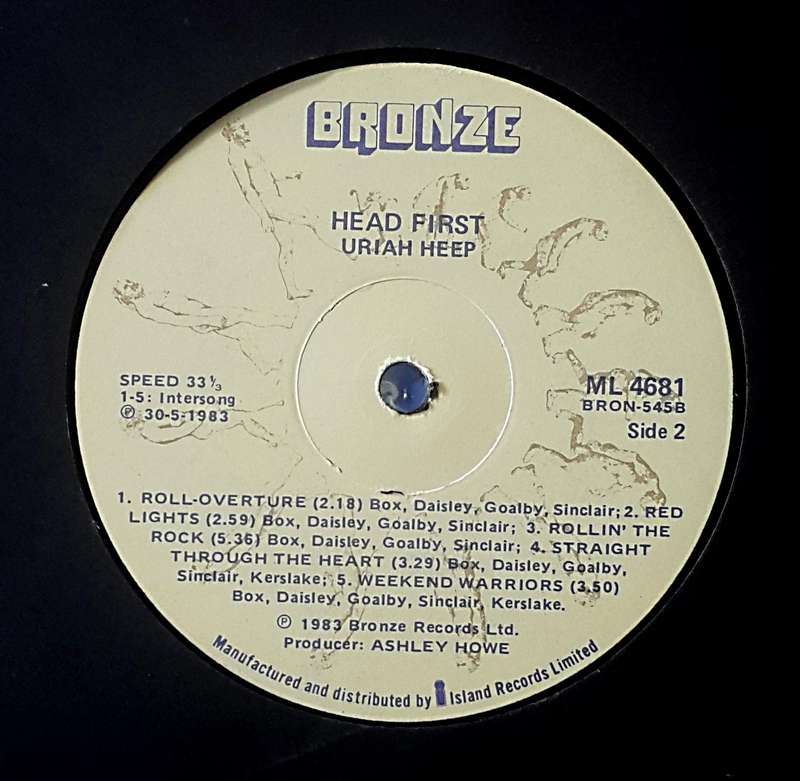 BRONZE
HEAD FIRST
URIAH HEEP
SPEED 33⅓
1-5: Intersong
Ⓟ 30-5-1983
ML 4681
BRON-545B
Side 2
1. ROLL-OVERTURE (2.18) Box, Daisley, Goalby, Sinclair; 2. RED
LIGHTS (2.59) Box, Daisley, Goalby, Sinclair; 3. ROLLIN' THE
ROCK (5.36) Box, Daisley, Goalby, Sinclair; 4. STRAIGHT
THROUGH THE HEART (3.29) Box, Daisley, Goalby,
Sinclair, Kerslake; 5. WEEKEND WARRIORS (3.50)
Box, Daisley, Goalby, Sinclair, Kerslake.
Ⓟ 1983 Bronze Records Ltd.
Producer: ASHLEY HOWE
Manufactured and distributed by Island Records Limited